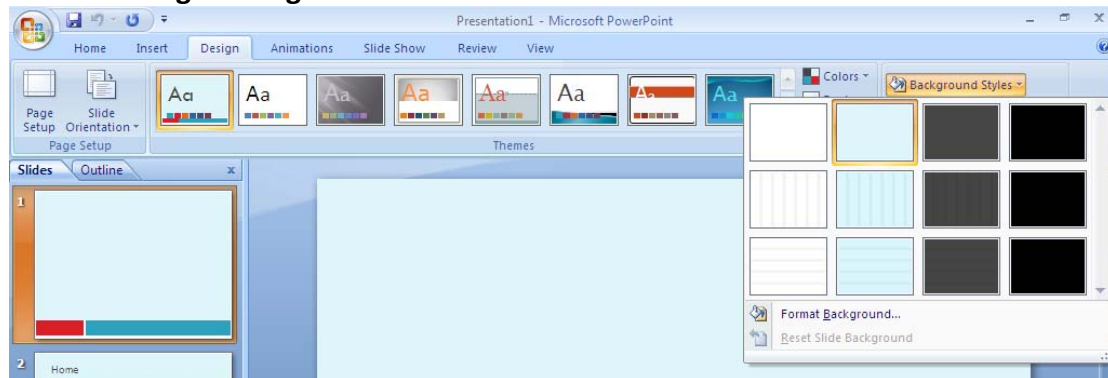 Presentation1 - Microsoft PowerPoint
Home Insert Design Animations Slide Show Review View
Page Setup
Slide Orientation
Aa Aa Aa Aa Aa Aa Aa Aa
Colors
Background Styles
Page Setup
Themes
Slides Outline x
1
2
Home
Format Background...
Reset Slide Background